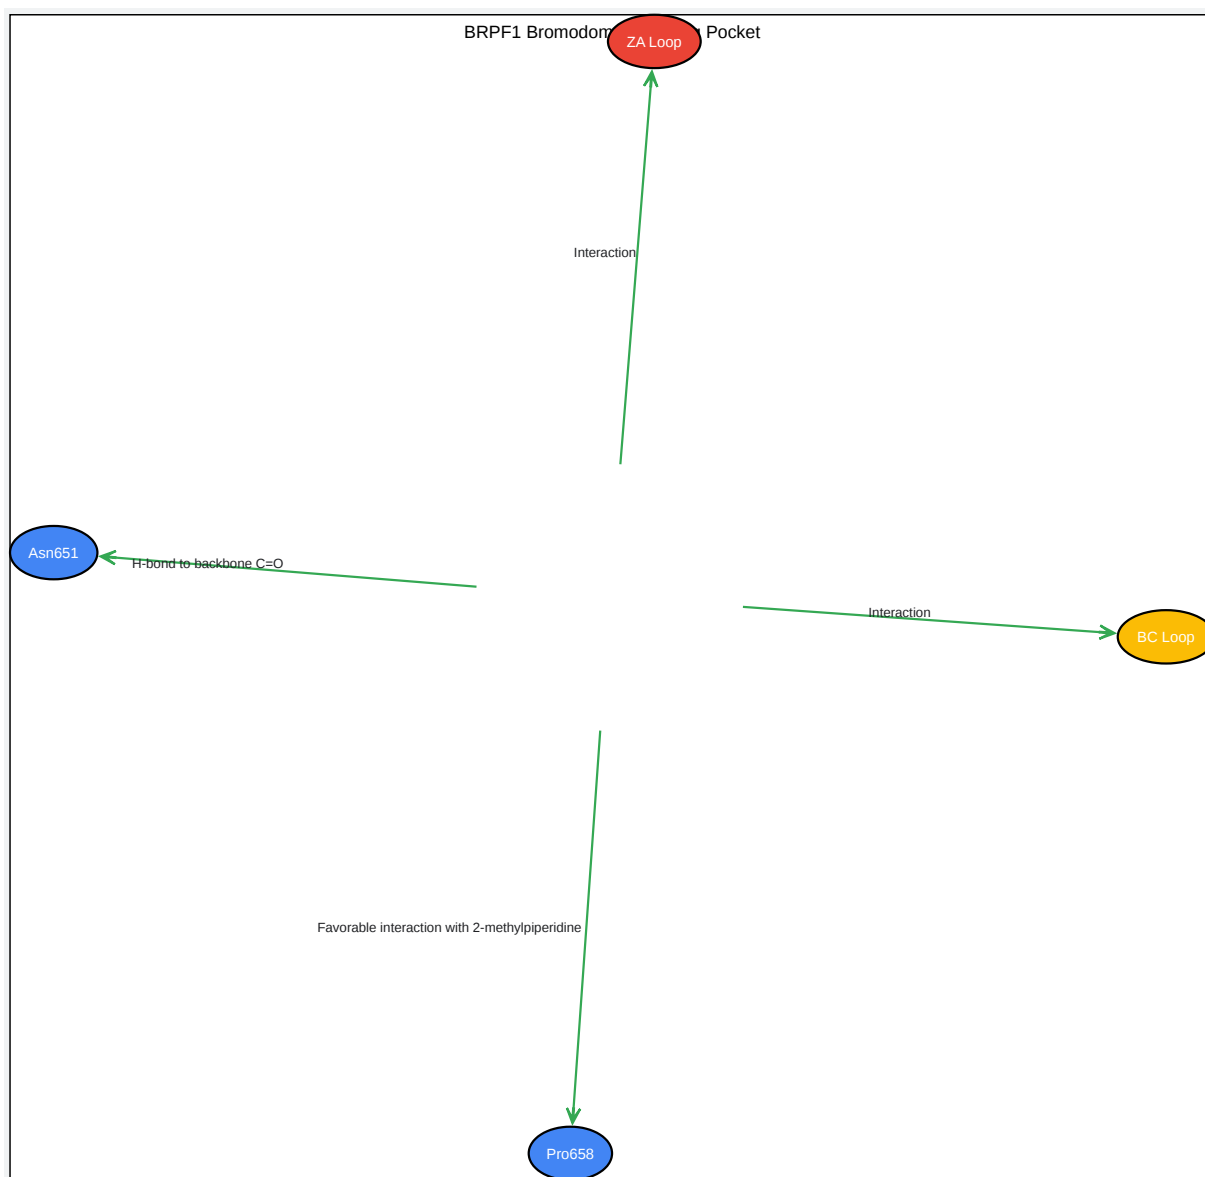 BRPF1 Bromodom Pocket
ZA Loop
Interaction
Asn651
H-bond to backbone C=O
Interaction
BC Loop
Favorable interaction with 2-methylpiperidine
Pro658